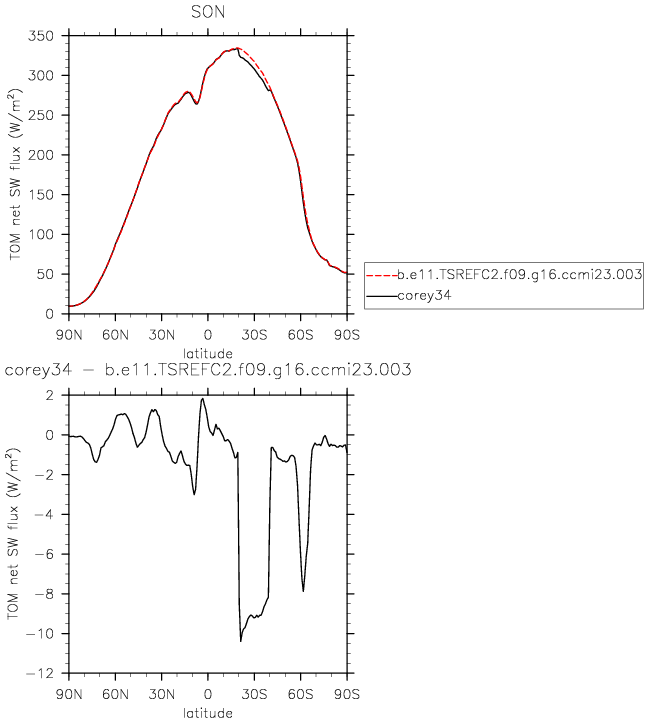 SON
TOM net SW flux (W/m²)
350
300
250
200
150
100
50
0
90N 60N 30N 0 30S 60S 90S
latitude
b.e11.TSREFC2.f09.g16.ccmi23.003
corey34
corey34 − b.e11.TSREFC2.f09.g16.ccmi23.003
TOM net SW flux (W/m²)
2
0
−2
−4
−6
−8
−10
−12
90N 60N 30N 0 30S 60S 90S
latitude